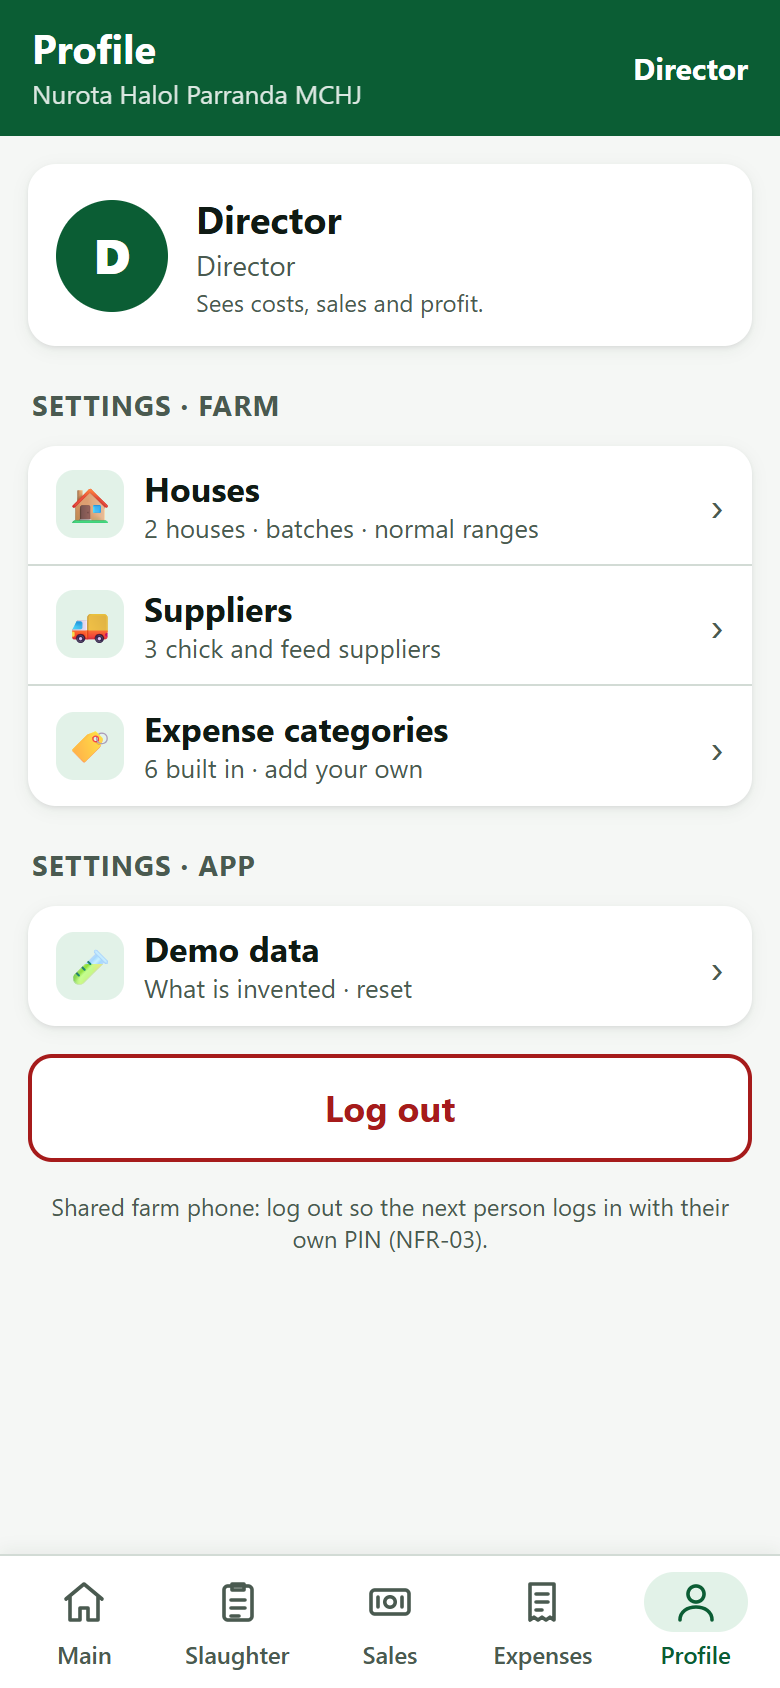 Profile
Nurota Halol Parranda MCHJ
Director
D
Director
Director
Sees costs, sales and profit.
SETTINGS · FARM
Houses
2 houses · batches · normal ranges
Suppliers
3 chick and feed suppliers
Expense categories
6 built in · add your own
SETTINGS · APP
Demo data
What is invented · reset
Log out
Shared farm phone: log out so the next person logs in with their
own PIN (NFR-03).
Main
Slaughter
Sales
Expenses
Profile